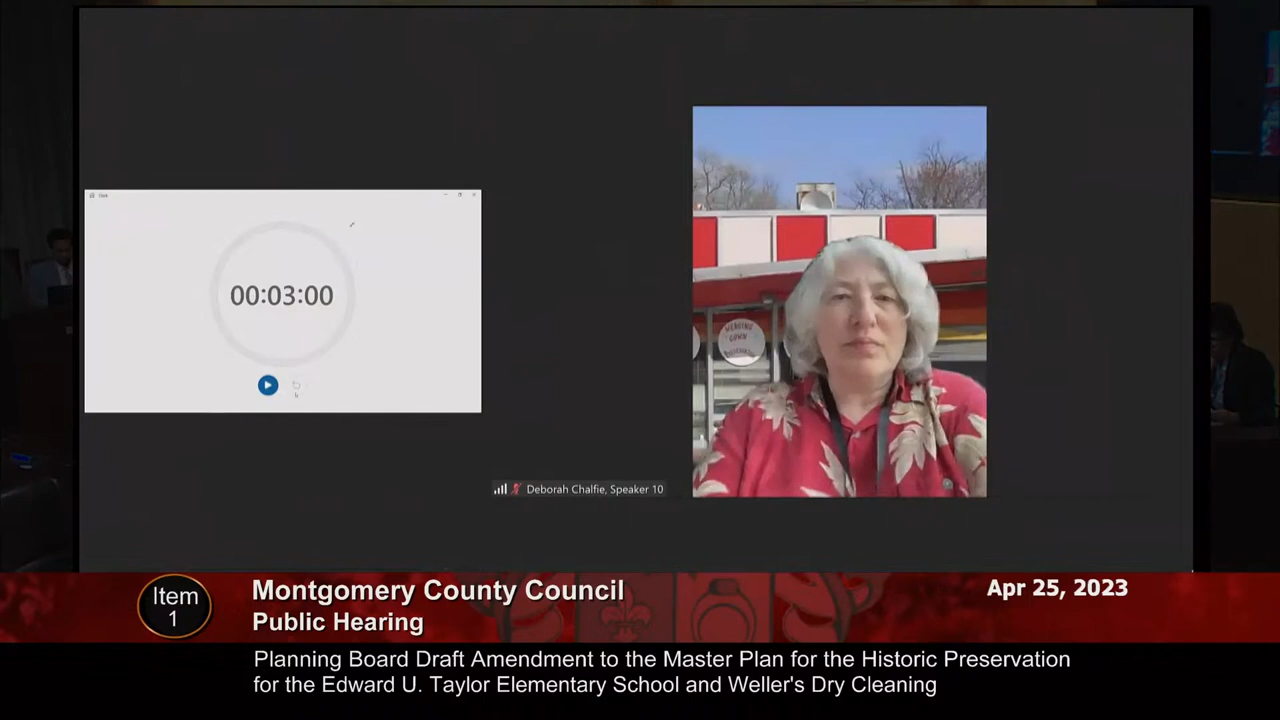 Clock
00:03:00
Deborah Chalfie, Speaker 10
Item
1
Montgomery County Council
Public Hearing
Apr 25, 2023
Planning Board Draft Amendment to the Master Plan for the Historic Preservation
for the Edward U. Taylor Elementary School and Weller's Dry Cleaning